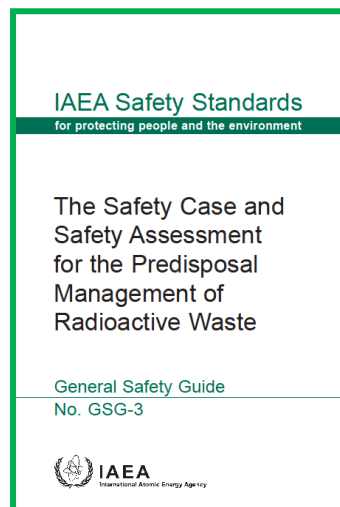 IAEA Safety Standards
for protecting people and the environment
The Safety Case and
Safety Assessment
for the Predisposal
Management of
Radioactive Waste
General Safety Guide
No. GSG-3
IAEA
International Atomic Energy Agency